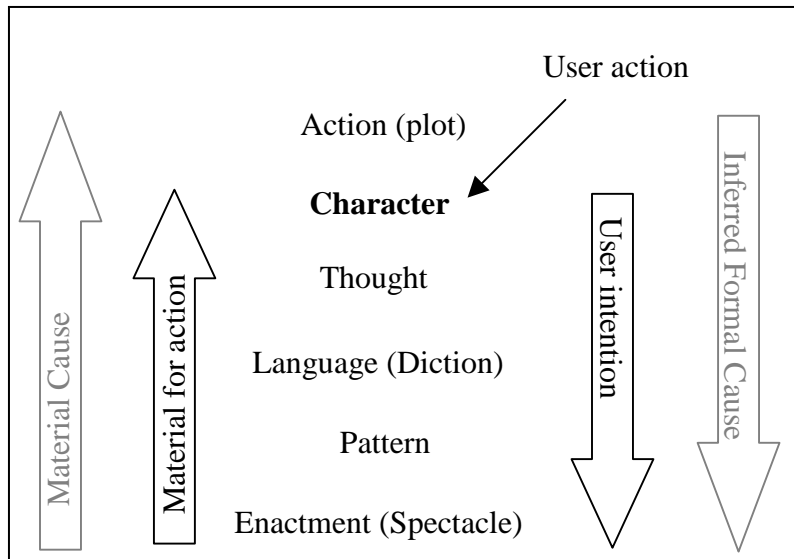 User action
Action (plot)
Character
Thought
Language (Diction)
Pattern
Enactment (Spectacle)
Material Cause
Material for action
User intention
Inferred Formal Cause